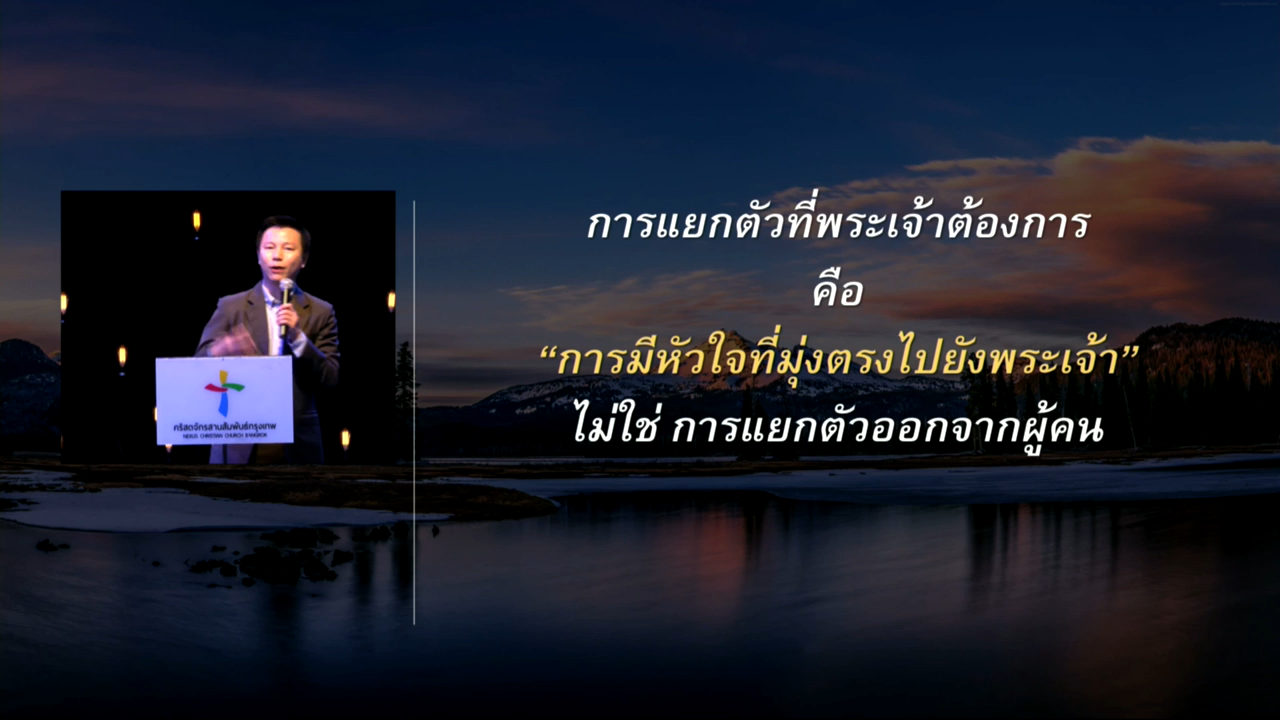 การแยกตัวที่พระเจ้าต้องการ
คือ
“การมีหัวใจที่มุ่งตรงไปยังพระเจ้า”
ไม่ใช่ การแยกตัวออกจากผู้คน
คริสตจักรสานสัมพันธ์กรุงเทพ
NEXUS CHRISTIAN CHURCH BANGKOK